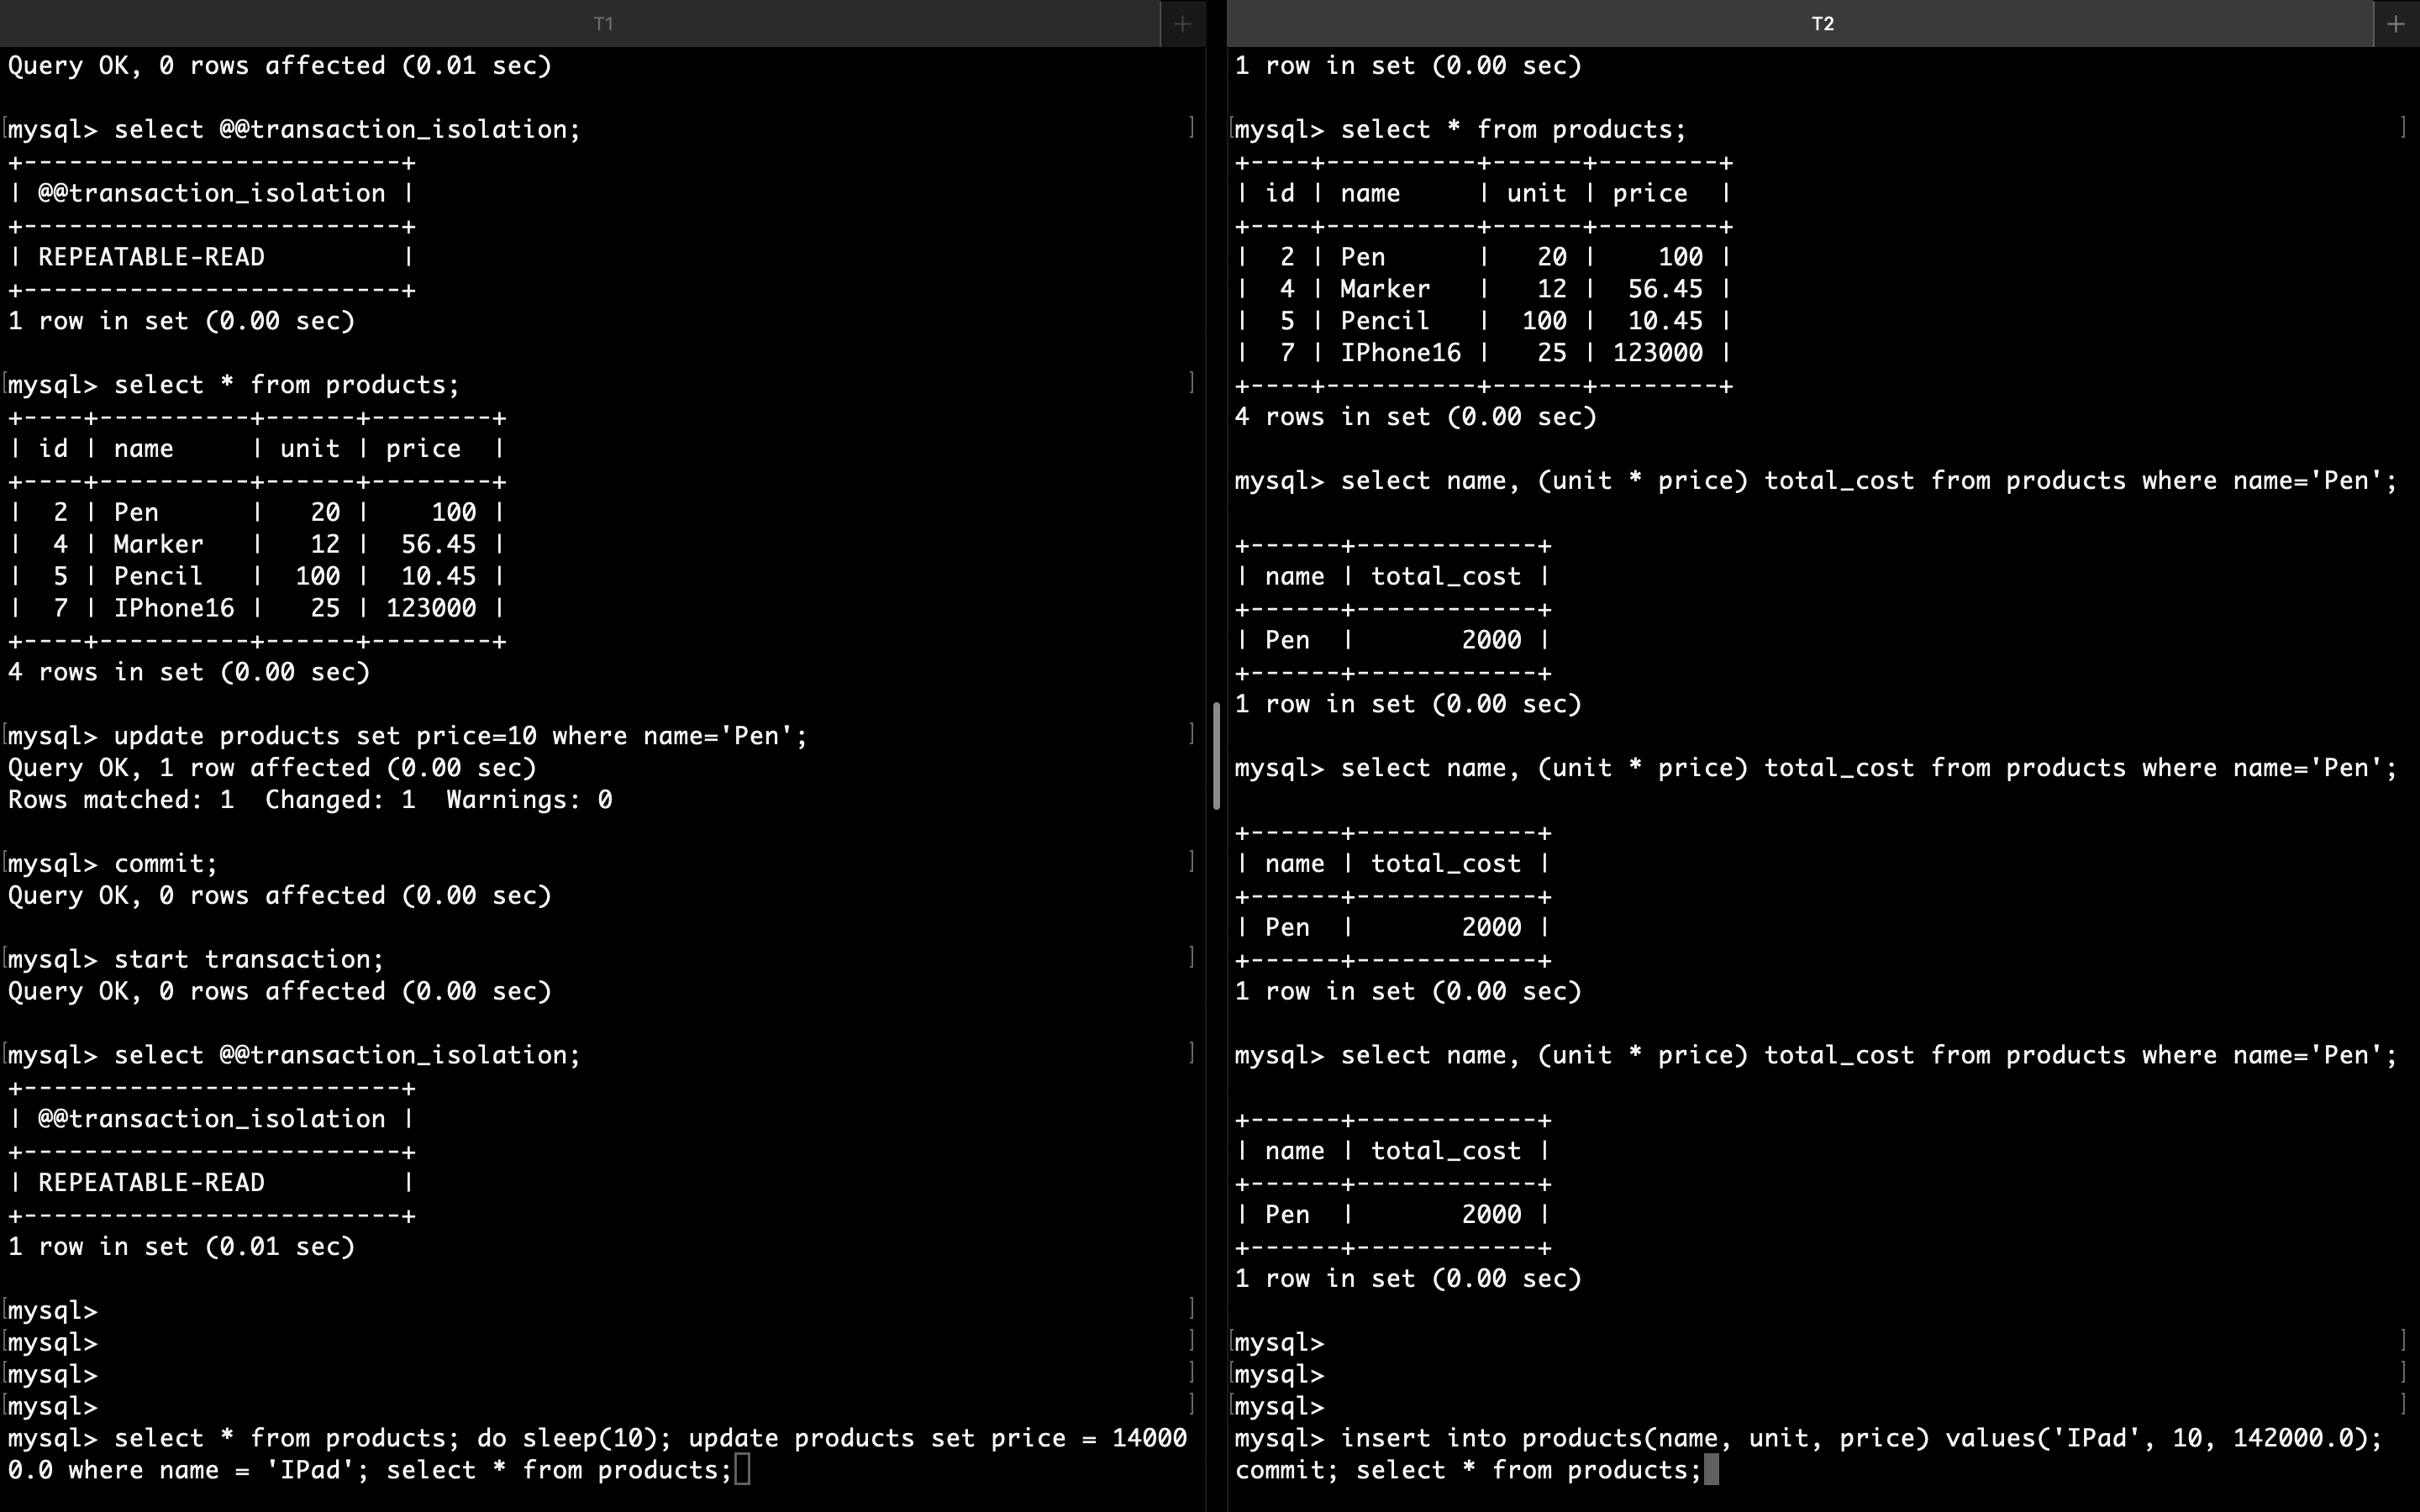 T1
Query OK, 0 rows affected (0.01 sec)
mysql> select @@transaction_isolation;
+-------------------------+
| @@transaction_isolation |
+-------------------------+
| REPEATABLE-READ         |
+-------------------------+
1 row in set (0.00 sec)
mysql> select * from products;
+----+----------+------+--------+
| id | name     | unit | price  |
+----+----------+------+--------+
|  2 | Pen      |   20 |    100 |
|  4 | Marker   |   12 |  56.45 |
|  5 | Pencil   |  100 |  10.45 |
|  7 | IPhone16 |   25 | 123000 |
+----+----------+------+--------+
4 rows in set (0.00 sec)
mysql> update products set price=10 where name='Pen';
Query OK, 1 row affected (0.00 sec)
Rows matched: 1  Changed: 1  Warnings: 0
mysql> commit;
Query OK, 0 rows affected (0.00 sec)
mysql> start transaction;
Query OK, 0 rows affected (0.00 sec)
mysql> select @@transaction_isolation;
+-------------------------+
| @@transaction_isolation |
+-------------------------+
| REPEATABLE-READ         |
+-------------------------+
1 row in set (0.01 sec)
mysql>
mysql>
mysql>
mysql>
mysql> select * from products; do sleep(10); update products set price = 14000
0.0 where name = 'IPad'; select * from products;
T2
1 row in set (0.00 sec)
mysql> select * from products;
+----+----------+------+--------+
| id | name     | unit | price  |
+----+----------+------+--------+
|  2 | Pen      |   20 |    100 |
|  4 | Marker   |   12 |  56.45 |
|  5 | Pencil   |  100 |  10.45 |
|  7 | IPhone16 |   25 | 123000 |
+----+----------+------+--------+
4 rows in set (0.00 sec)
mysql> select name, (unit * price) total_cost from products where name='Pen';
+------+------------+
| name | total_cost |
+------+------------+
| Pen  |       2000 |
+------+------------+
1 row in set (0.00 sec)
mysql> select name, (unit * price) total_cost from products where name='Pen';
+------+------------+
| name | total_cost |
+------+------------+
| Pen  |       2000 |
+------+------------+
1 row in set (0.00 sec)
mysql> select name, (unit * price) total_cost from products where name='Pen';
+------+------------+
| name | total_cost |
+------+------------+
| Pen  |       2000 |
+------+------------+
1 row in set (0.00 sec)
mysql>
mysql>
mysql>
mysql> insert into products(name, unit, price) values('IPad', 10, 142000.0);
commit; select * from products;